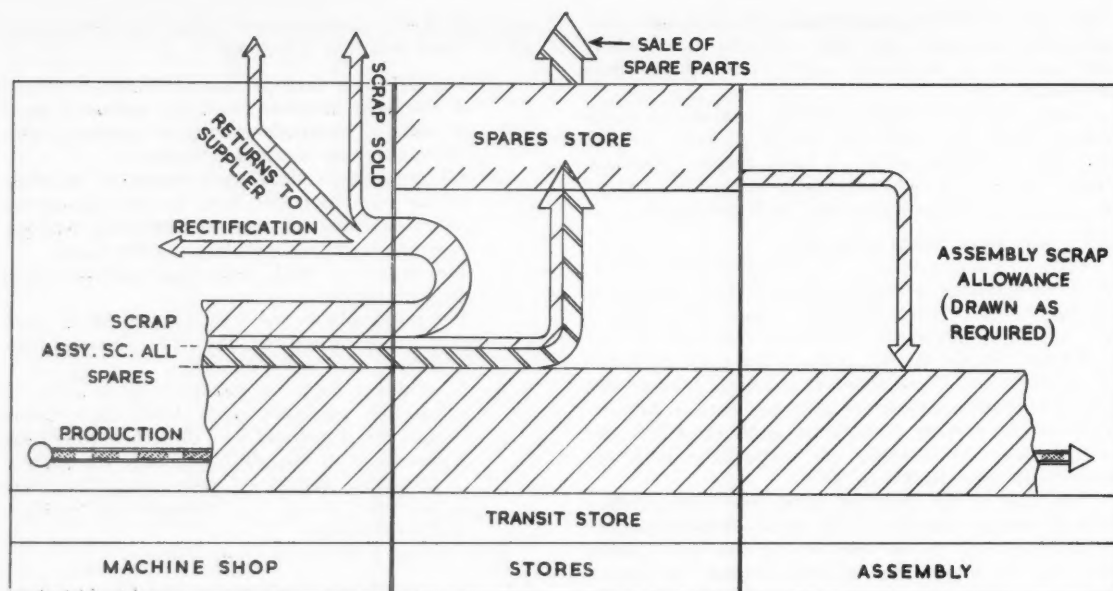 SALE OF
SPARE PARTS
SCRAP SOLD
RETURNS TO
SUPPLIER
SPARES STORE
RECTIFICATION
ASSEMBLY SCRAP
ALLOWANCE
(DRAWN AS
REQUIRED)
SCRAP
ASSY. SC. ALL
SPARES
PRODUCTION
TRANSIT STORE
MACHINE SHOP
STORES
ASSEMBLY